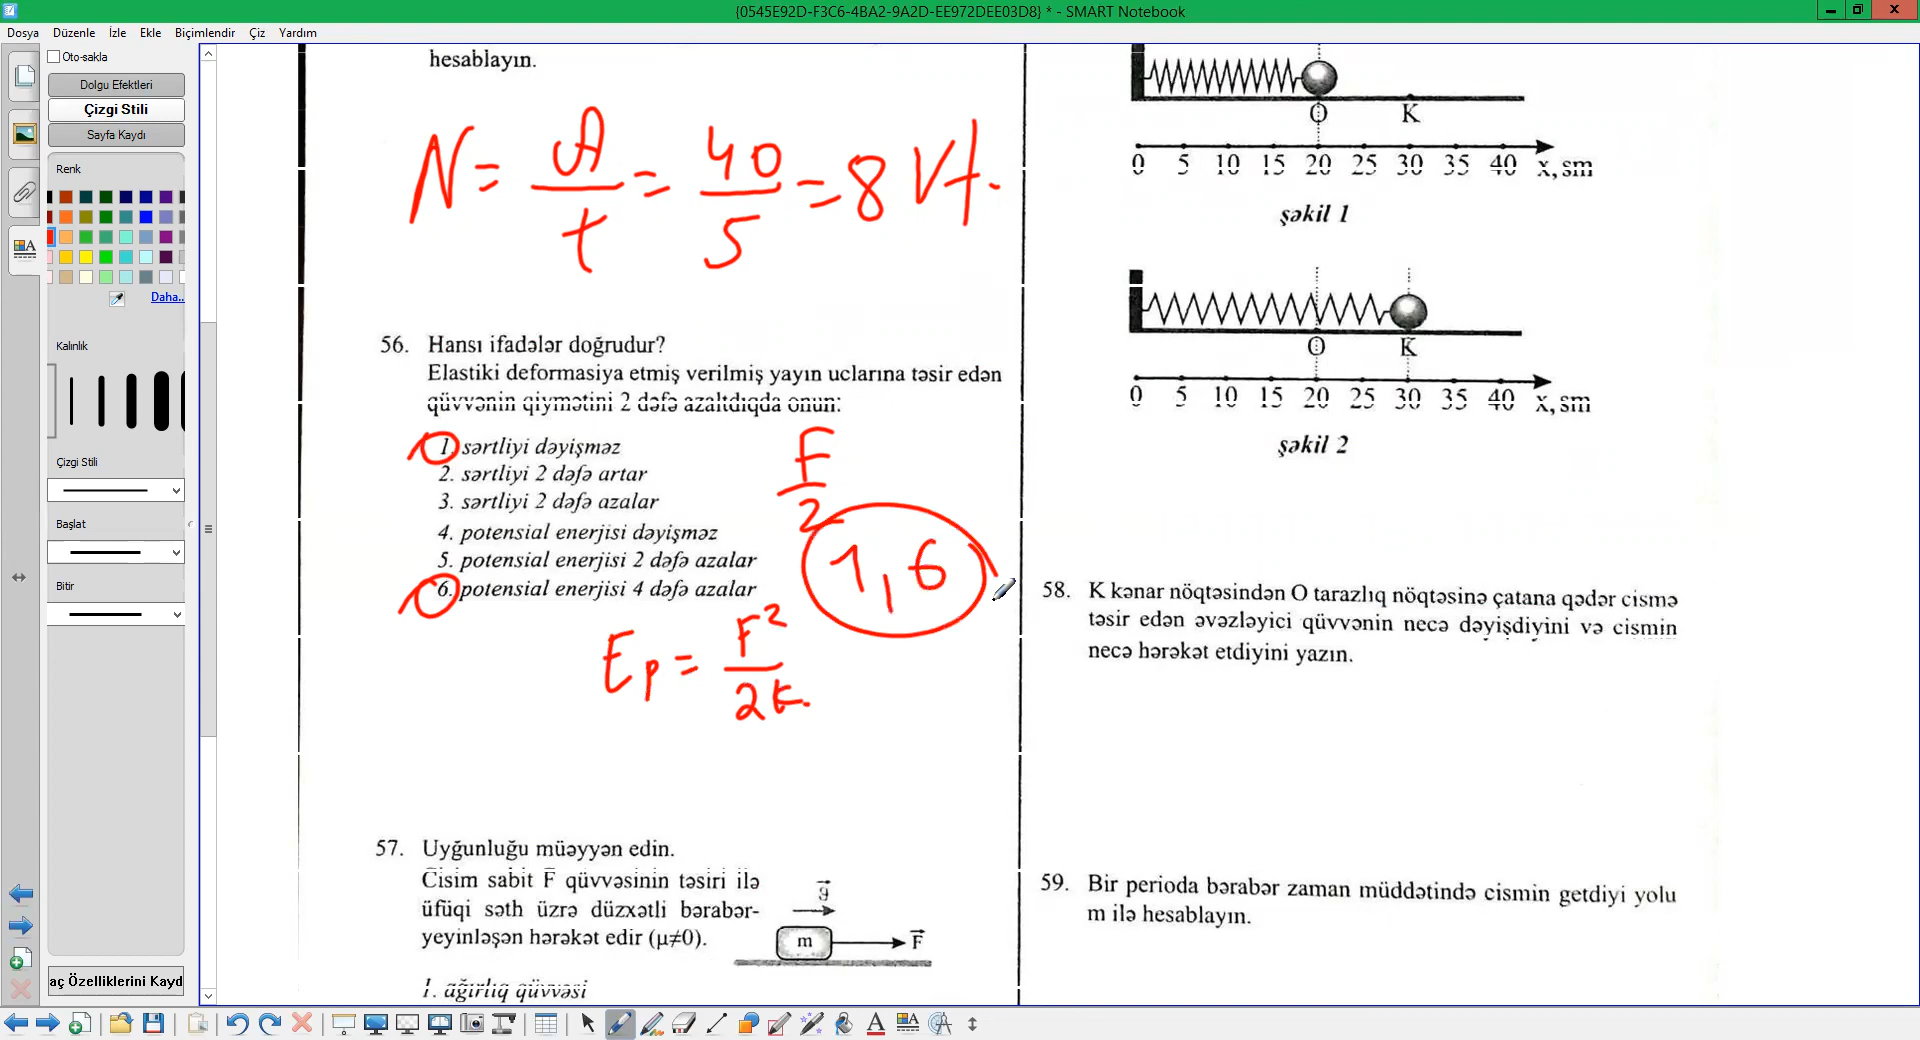 {0545E92D-F3C6-4BA2-9A2D-EE972DEE03D8} * - SMART Notebook
Dosya Düzenle İzle Ekle Biçimlendir Çiz Yardım
Oto-sakla
Dolgu Efektleri
Çizgi Stili
Sayfa Kaydı
Renk
Daha..
Kalınlık
Çizgi Stili
Başlat
Bitir
aç Özelliklerini Kayd
hesablayın.
N = A/t = 40/5 = 8 Vt.
56. Hansı ifadələr doğrudur?
Elastiki deformasiya etmiş verilmiş yayın uclarına təsir edən
qüvvənin qiymətini 2 dəfə azaltdıqda onun:
1. sərtliyi dəyişməz
2. sərtliyi 2 dəfə artar
3. sərtliyi 2 dəfə azalar
4. potensial enerjisi dəyişməz
5. potensial enerjisi 2 dəfə azalar
6. potensial enerjisi 4 dəfə azalar
F/2
1, 6
Ep = F²/2k.
57. Uyğunluğu müəyyən edin.
Cisim sabit F qüvvəsinin təsiri ilə
üfüqi səth üzrə düzxətli bərabər-
yeyinləşən hərəkət edir (μ≠0).
m
F
1. ağırlıq qüvvəsi
O K
0 5 10 15 20 25 30 35 40 x, sm
şəkil 1
O K
0 5 10 15 20 25 30 35 40 x, sm
şəkil 2
58. K kənar nöqtəsindən O tarazlıq nöqtəsinə çatana qədər cismə
təsir edən əvəzləyici qüvvənin necə dəyişdiyini və cismin
necə hərəkət etdiyini yazın.
59. Bir perioda bərabər zaman müddətində cismin getdiyi yolu
m ilə hesablayın.